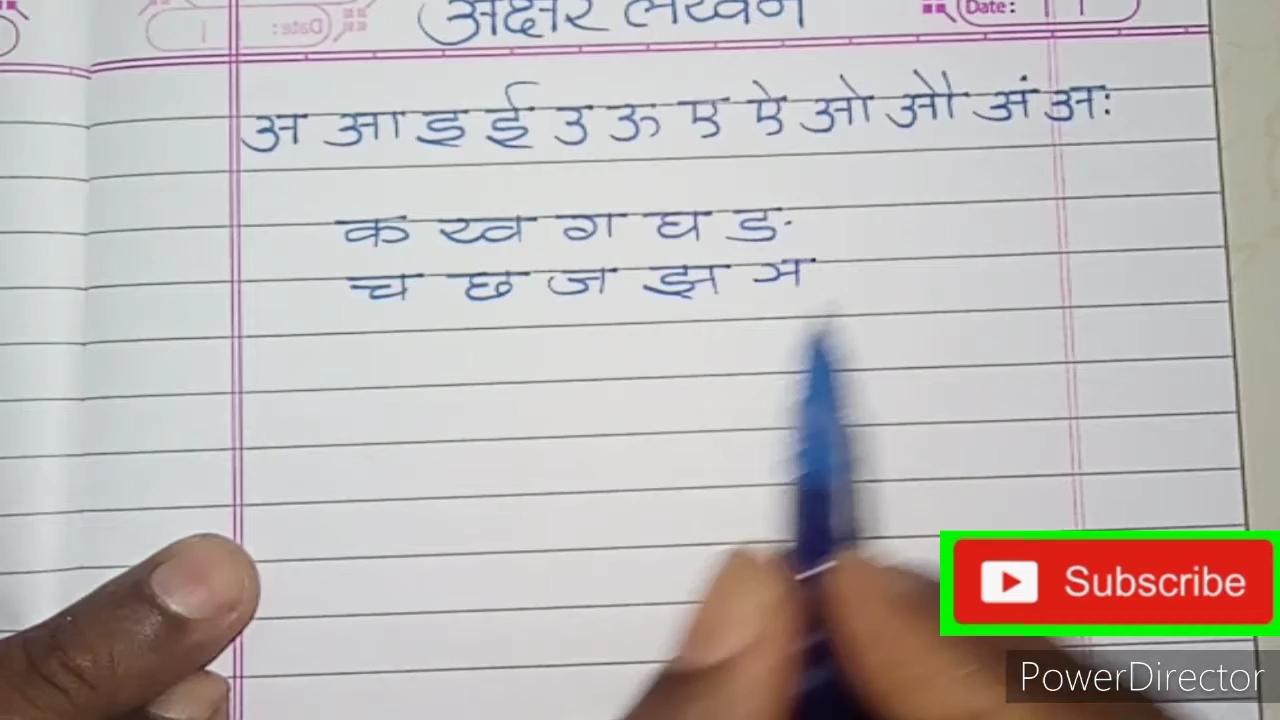 Date:
अक्षर लेखन
अ आ इ ई उ ऊ ए ऐ ओ औ अं अः
क ख ग घ ङ
च छ ज झ ञ
Subscribe
PowerDirector